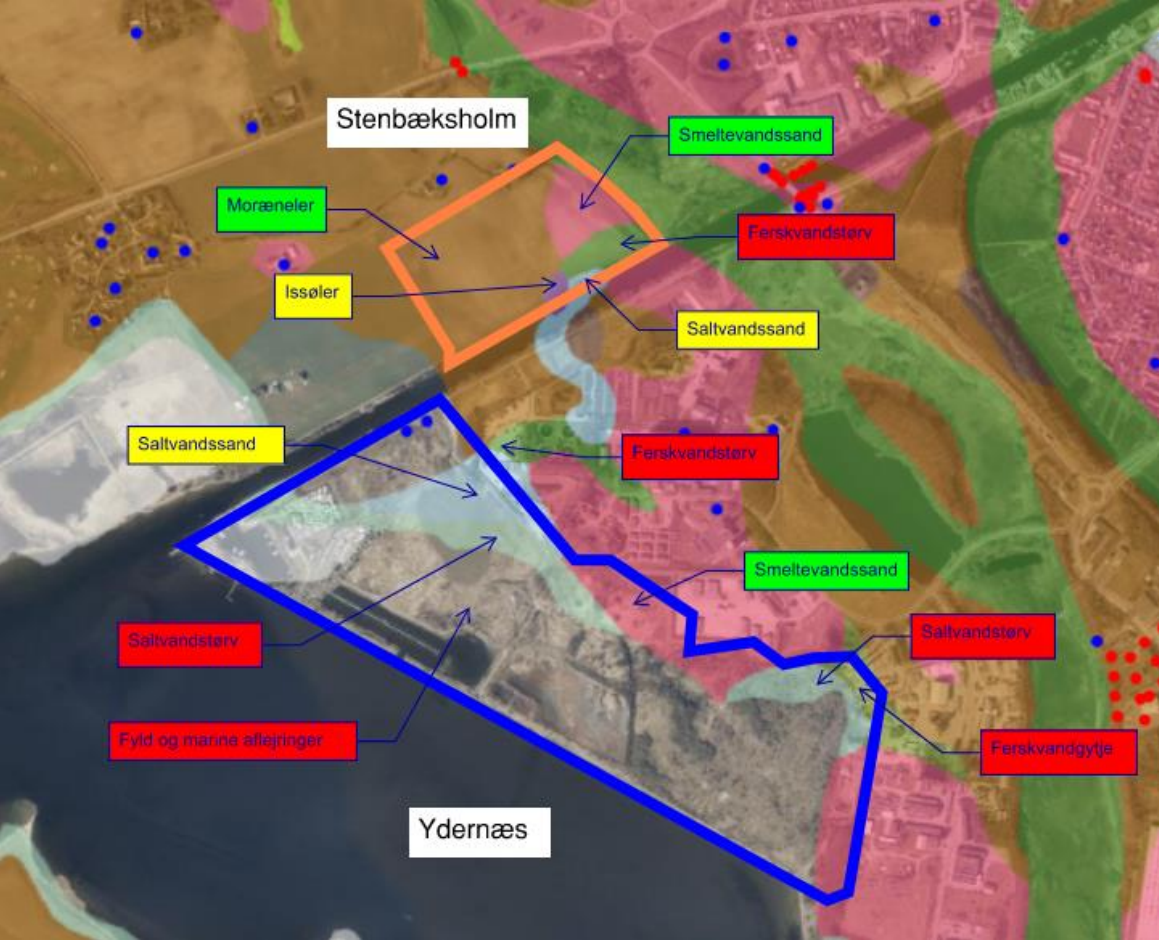 Stenbæksholm
Smeltevandssand
Moræneler
Ferskvandstørv
Issøler
Saltvandssand
Saltvandssand
Ferskvandstørv
Smeltevandssand
Saltvandstørv
Saltvandstørv
Fyld og marine aflejringer
Ferskvandgytje
Ydernæs